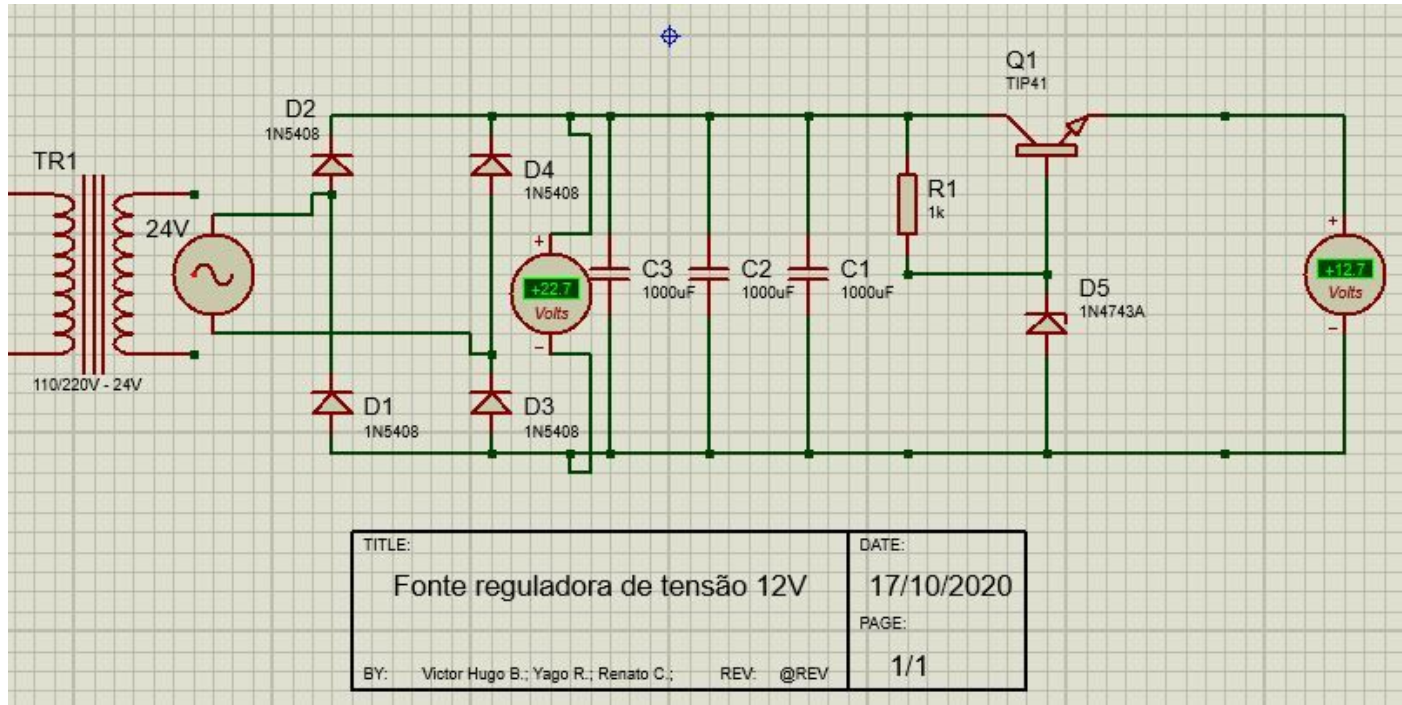 Q1
TIP41
D2
1N5408
TR1
D4
1N5408
R1
1k
24V
+
+22.7
Volts
−
C3
1000uF
C2
1000uF
C1
1000uF
D5
1N4743A
+
+12.7
Volts
−
110/220V - 24V
D1
1N5408
D3
1N5408
TITLE:
Fonte reguladora de tensão 12V
DATE:
17/10/2020
PAGE:
1/1
BY: Victor Hugo B.; Yago R.; Renato C.; REV: @REV